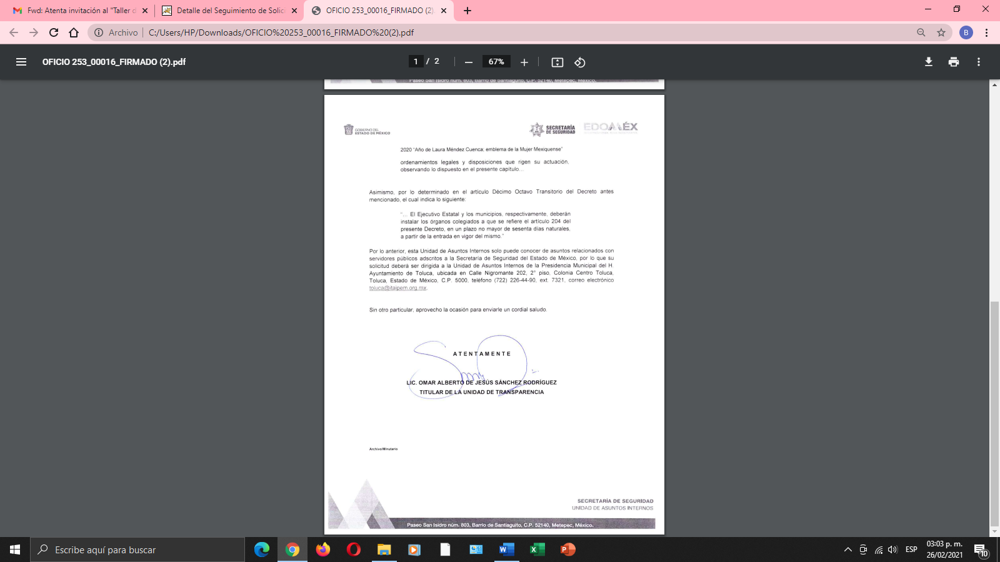 Fwd: Atenta invitación al "Taller d
Detalle del Seguimiento de Solici
OFICIO 253_00016_FIRMADO (2).
Archivo
C:/Users/HP/Downloads/OFICIO%20253_00016_FIRMADO%20(2).pdf
B
OFICIO 253_00016_FIRMADO (2).pdf
1 / 2
67%
Paseo San Isidro núm. 803, Barrio de Santiaguito, C.P. 52140, Metepec, México.
GOBIERNO DEL
ESTADO DE MÉXICO
SECRETARÍA
DE SEGURIDAD
EDOMÉX
2020 “Año de Laura Méndez Cuenca; emblema de la Mujer Mexiquense”
ordenamientos legales y disposiciones que rigen su actuación,
observando lo dispuesto en el presente capítulo…
Asimismo, por lo determinado en el artículo Décimo Octavo Transitorio del Decreto antes
mencionado, el cual indica lo siguiente:
“… El Ejecutivo Estatal y los municipios, respectivamente, deberán
instalar los órganos colegiados a que se refiere el artículo 204 del
presente Decreto, en un plazo no mayor de sesenta días naturales,
a partir de la entrada en vigor del mismo.”
Por lo anterior, esta Unidad de Asuntos Internos solo puede conocer de asuntos relacionados con
servidores públicos adscritos a la Secretaría de Seguridad del Estado de México, por lo que su
solicitud deberá ser dirigida a la Unidad de Asuntos Internos de la Presidencia Municipal del H.
Ayuntamiento de Toluca, ubicada en Calle Nigromante 202, 2° piso, Colonia Centro Toluca,
Toluca, Estado de México, C.P. 5000, teléfono (722) 226-44-90, ext. 7321, correo electrónico
toluca@itaipem.org.mx.
Sin otro particular, aprovecho la ocasión para enviarle un cordial saludo.
A T E N T A M E N T E
LIC. OMAR ALBERTO DE JESÚS SÁNCHEZ RODRÍGUEZ
TITULAR DE LA UNIDAD DE TRANSPARENCIA
Archivo/Minutario
SECRETARÍA DE SEGURIDAD
UNIDAD DE ASUNTOS INTERNOS
Paseo San Isidro núm. 803, Barrio de Santiaguito, C.P. 52140, Metepec, México.
Escribe aquí para buscar
ESP
03:03 p. m.
26/02/2021
10